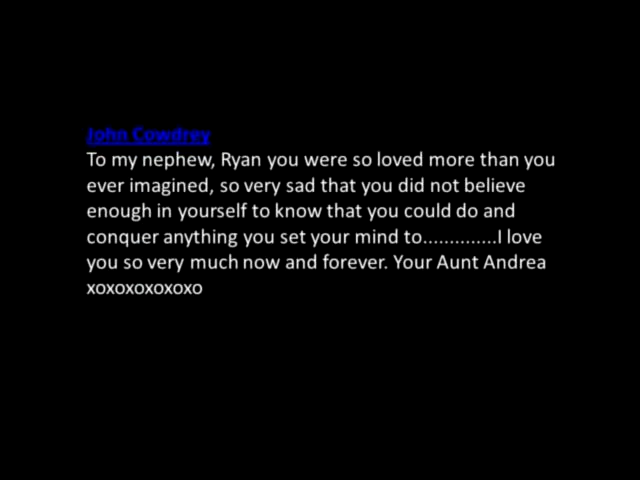 John Cowdrey
To my nephew, Ryan you were so loved more than you
ever imagined, so very sad that you did not believe
enough in yourself to know that you could do and
conquer anything you set your mind to..............I love
you so very much now and forever. Your Aunt Andrea
xoxoxoxoxoxo